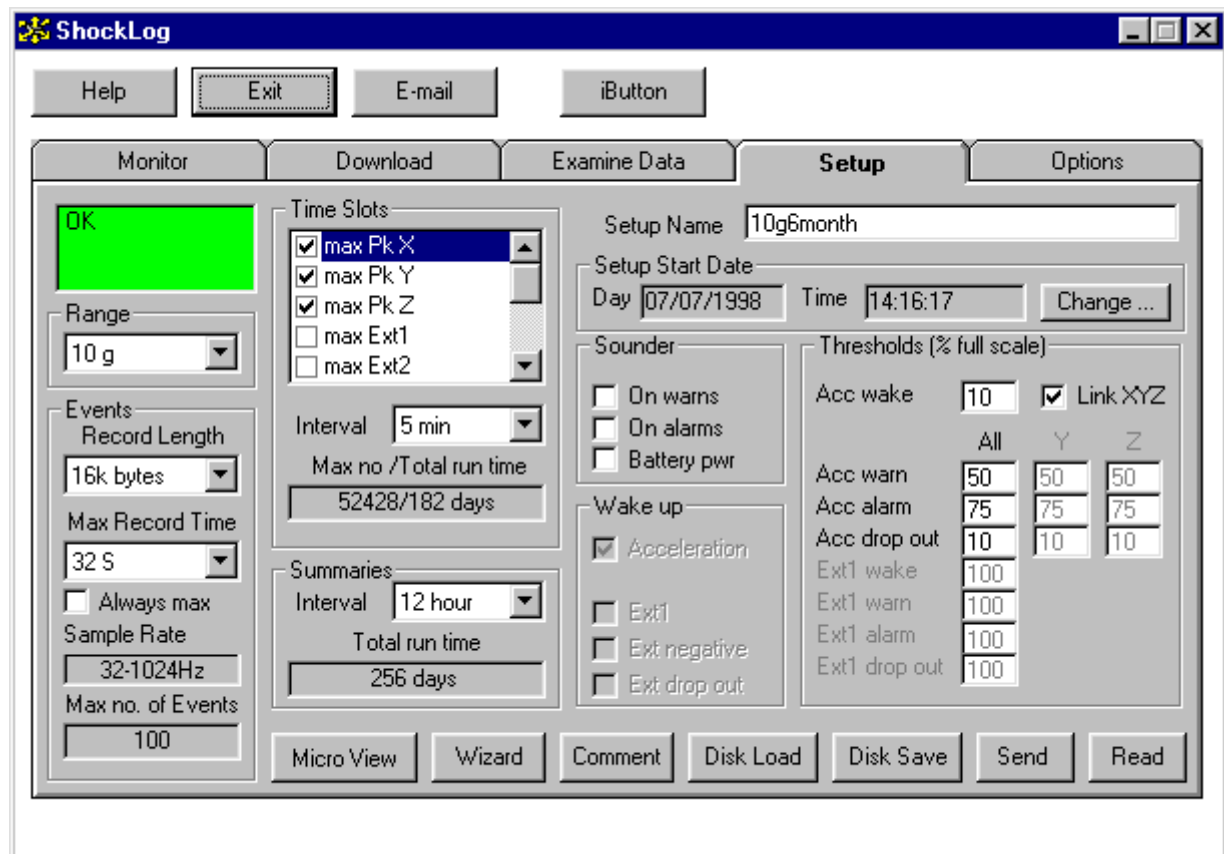 ShockLog
Help Exit E-mail iButton
Monitor Download Examine Data Setup Options
OK
Range
10 g
Events
Record Length
16k bytes
Max Record Time
32 S
Always max
Sample Rate
32-1024Hz
Max no. of Events
100
Time Slots
max Pk X
max Pk Y
max Pk Z
max Ext1
max Ext2
Interval 5 min
Max no /Total run time
52428/182 days
Summaries
Interval 12 hour
Total run time
256 days
Setup Name 10g6month
Setup Start Date
Day 07/07/1998 Time 14:16:17 Change ...
Sounder
On warns
On alarms
Battery pwr
Wake up
Acceleration
Ext1
Ext negative
Ext drop out
Thresholds (% full scale)
Acc wake 10 Link XYZ
All Y Z
Acc warn 50 50 50
Acc alarm 75 75 75
Acc drop out 10 10 10
Ext1 wake 100
Ext1 warn 100
Ext1 alarm 100
Ext1 drop out 100
Micro View Wizard Comment Disk Load Disk Save Send Read